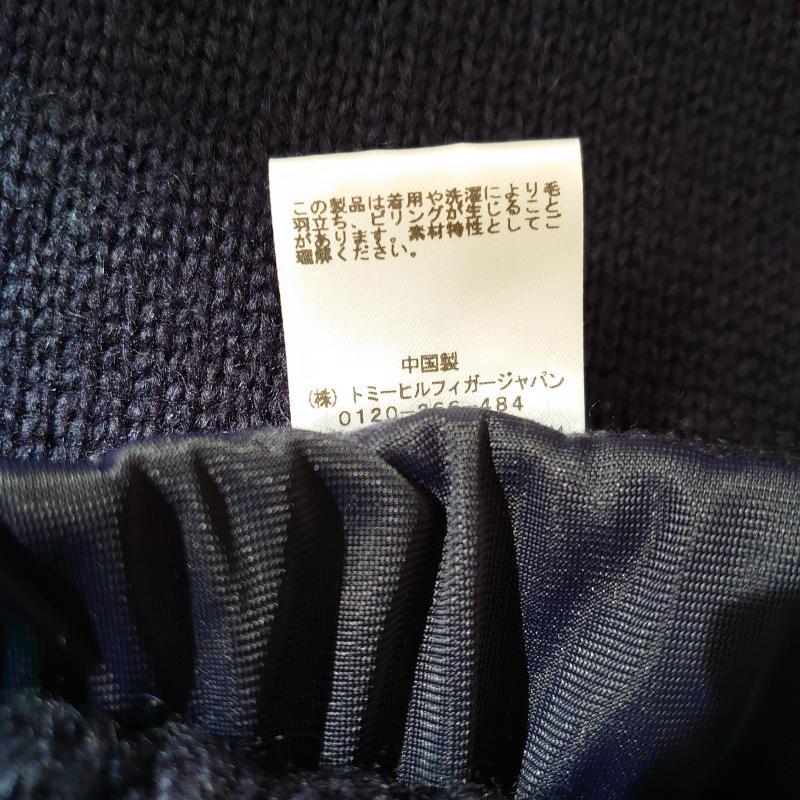 この製品は着用や洗濯により毛
羽立ち、ピリングが生じること
があります。素材特性としてご
理解ください。
中国製
(株) トミーヒルフィガージャパン
0120-266-484